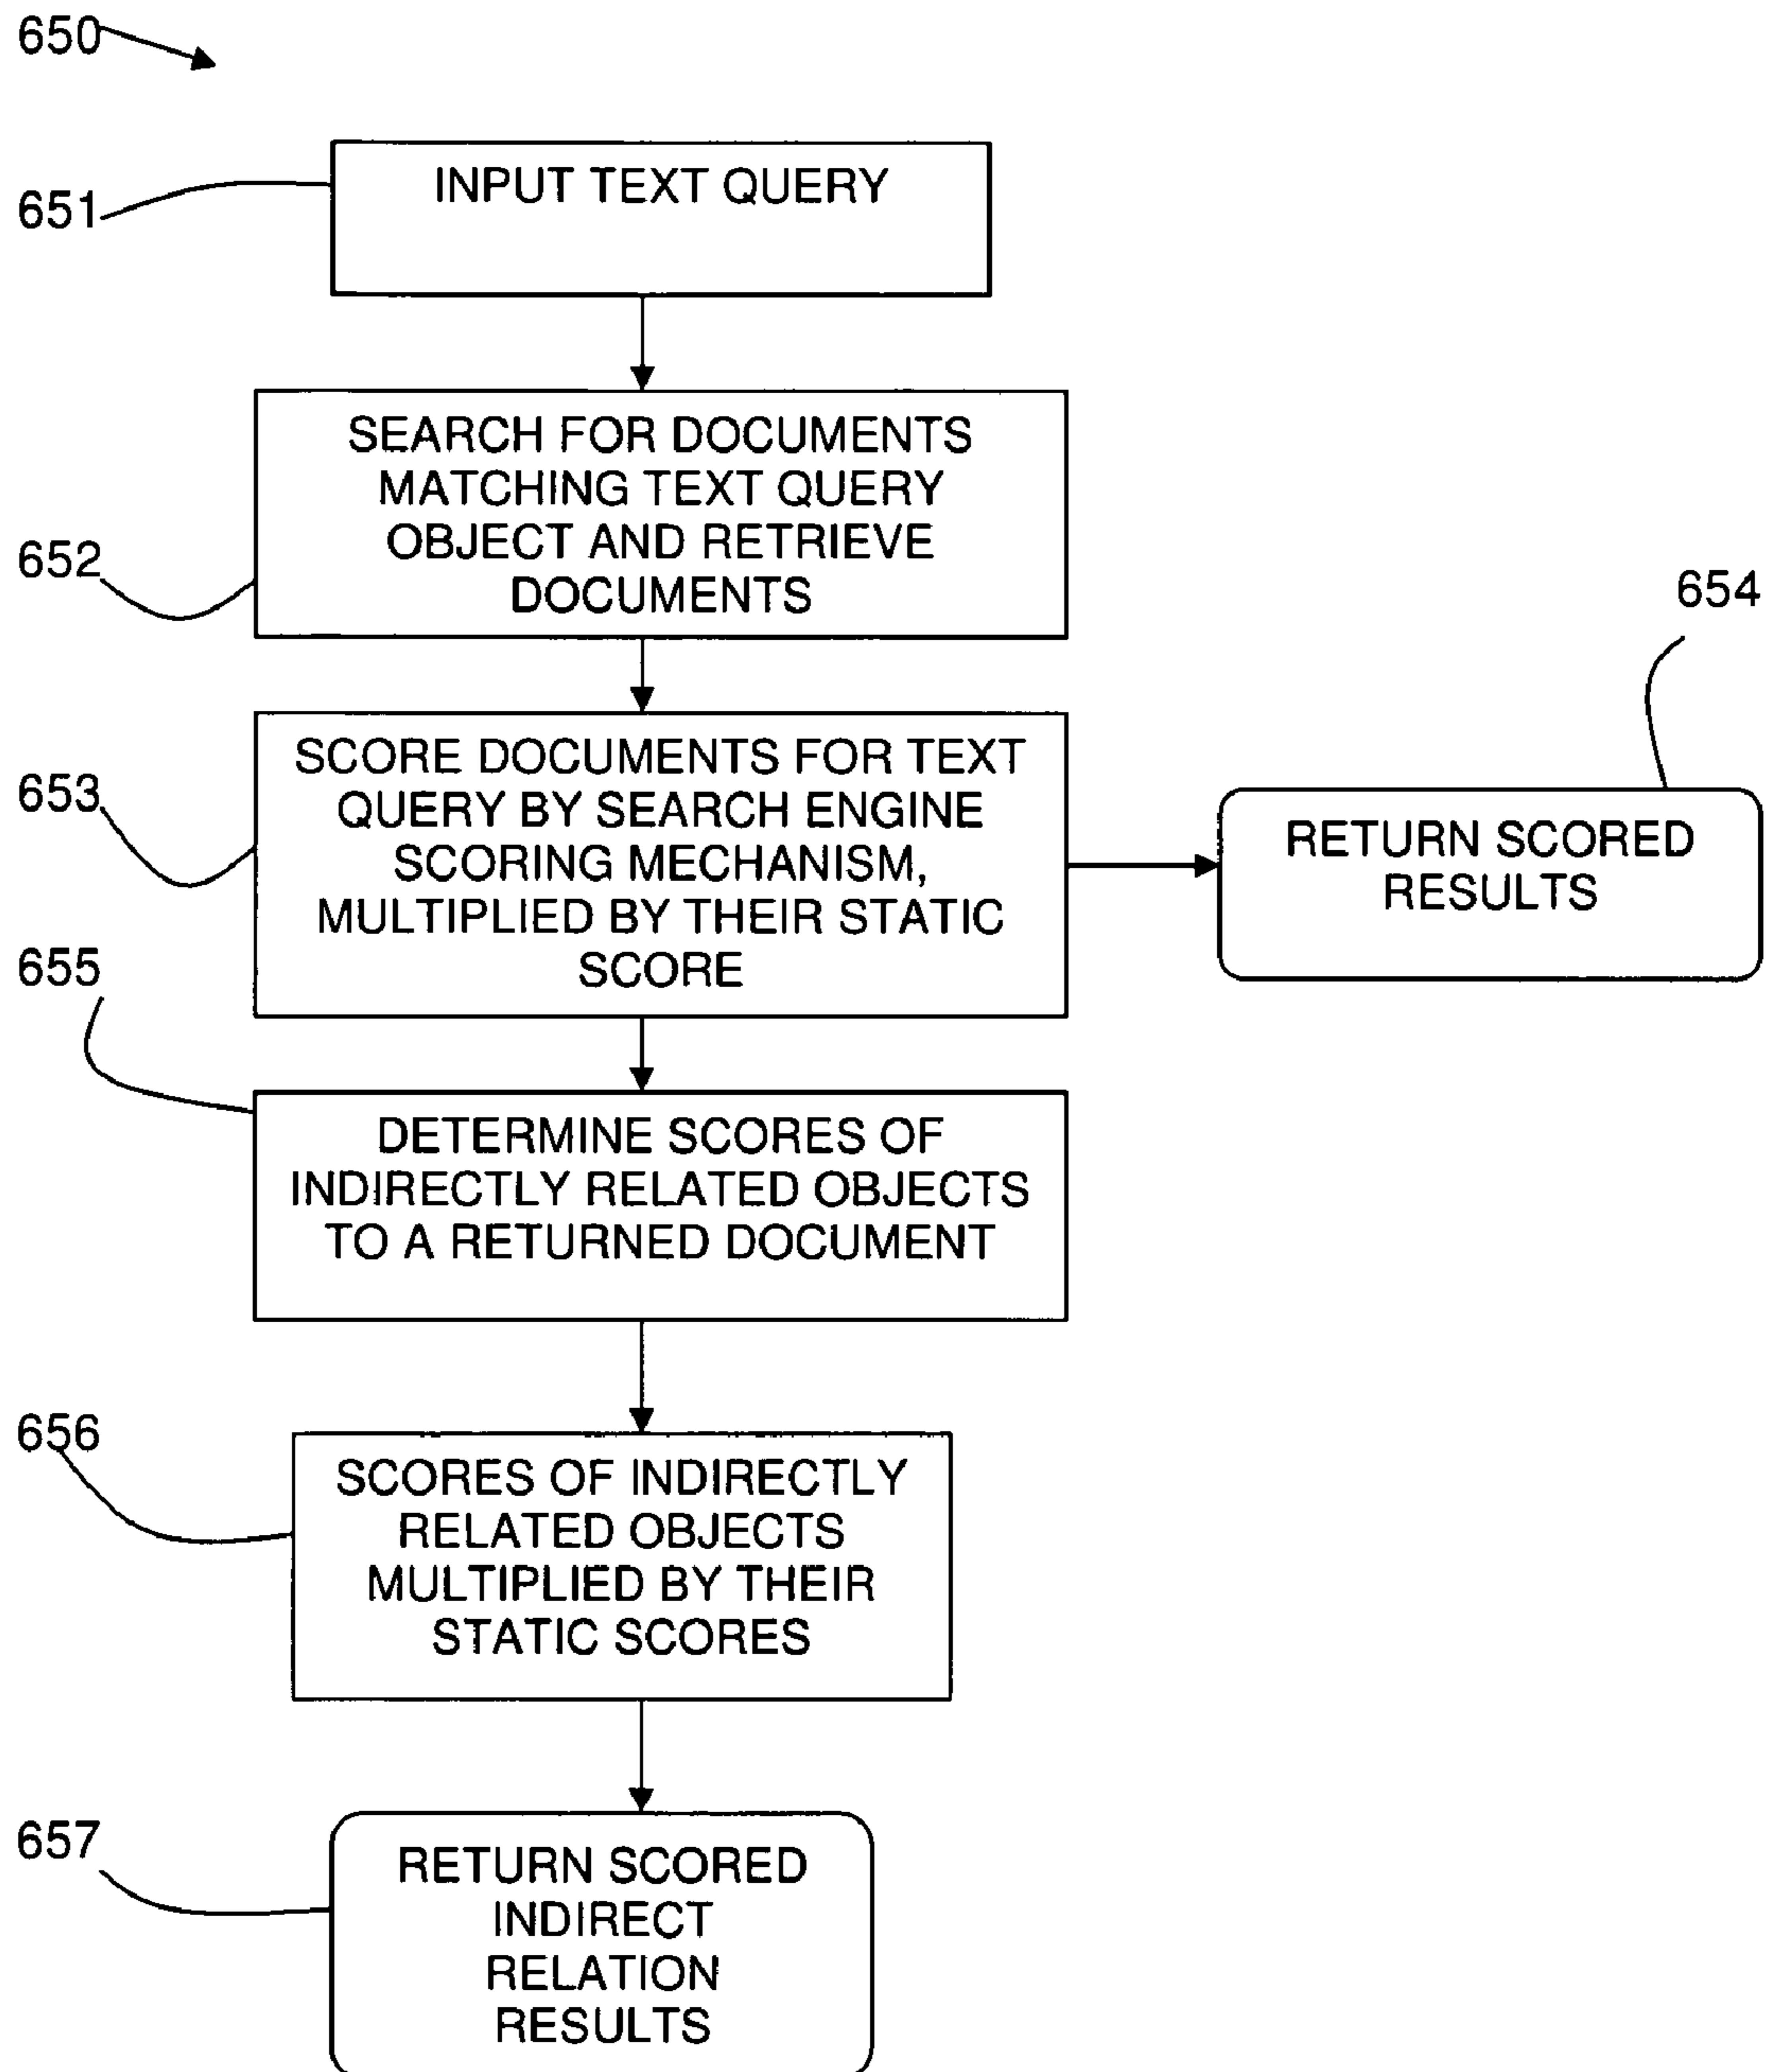 650
651
INPUT TEXT QUERY
652
SEARCH FOR DOCUMENTS
MATCHING TEXT QUERY
OBJECT AND RETRIEVE
DOCUMENTS
653
SCORE DOCUMENTS FOR TEXT
QUERY BY SEARCH ENGINE
SCORING MECHANISM,
MULTIPLIED BY THEIR STATIC
SCORE
654
RETURN SCORED
RESULTS
655
DETERMINE SCORES OF
INDIRECTLY RELATED OBJECTS
TO A RETURNED DOCUMENT
656
SCORES OF INDIRECTLY
RELATED OBJECTS
MULTIPLIED BY THEIR
STATIC SCORES
657
RETURN SCORED
INDIRECT
RELATION
RESULTS